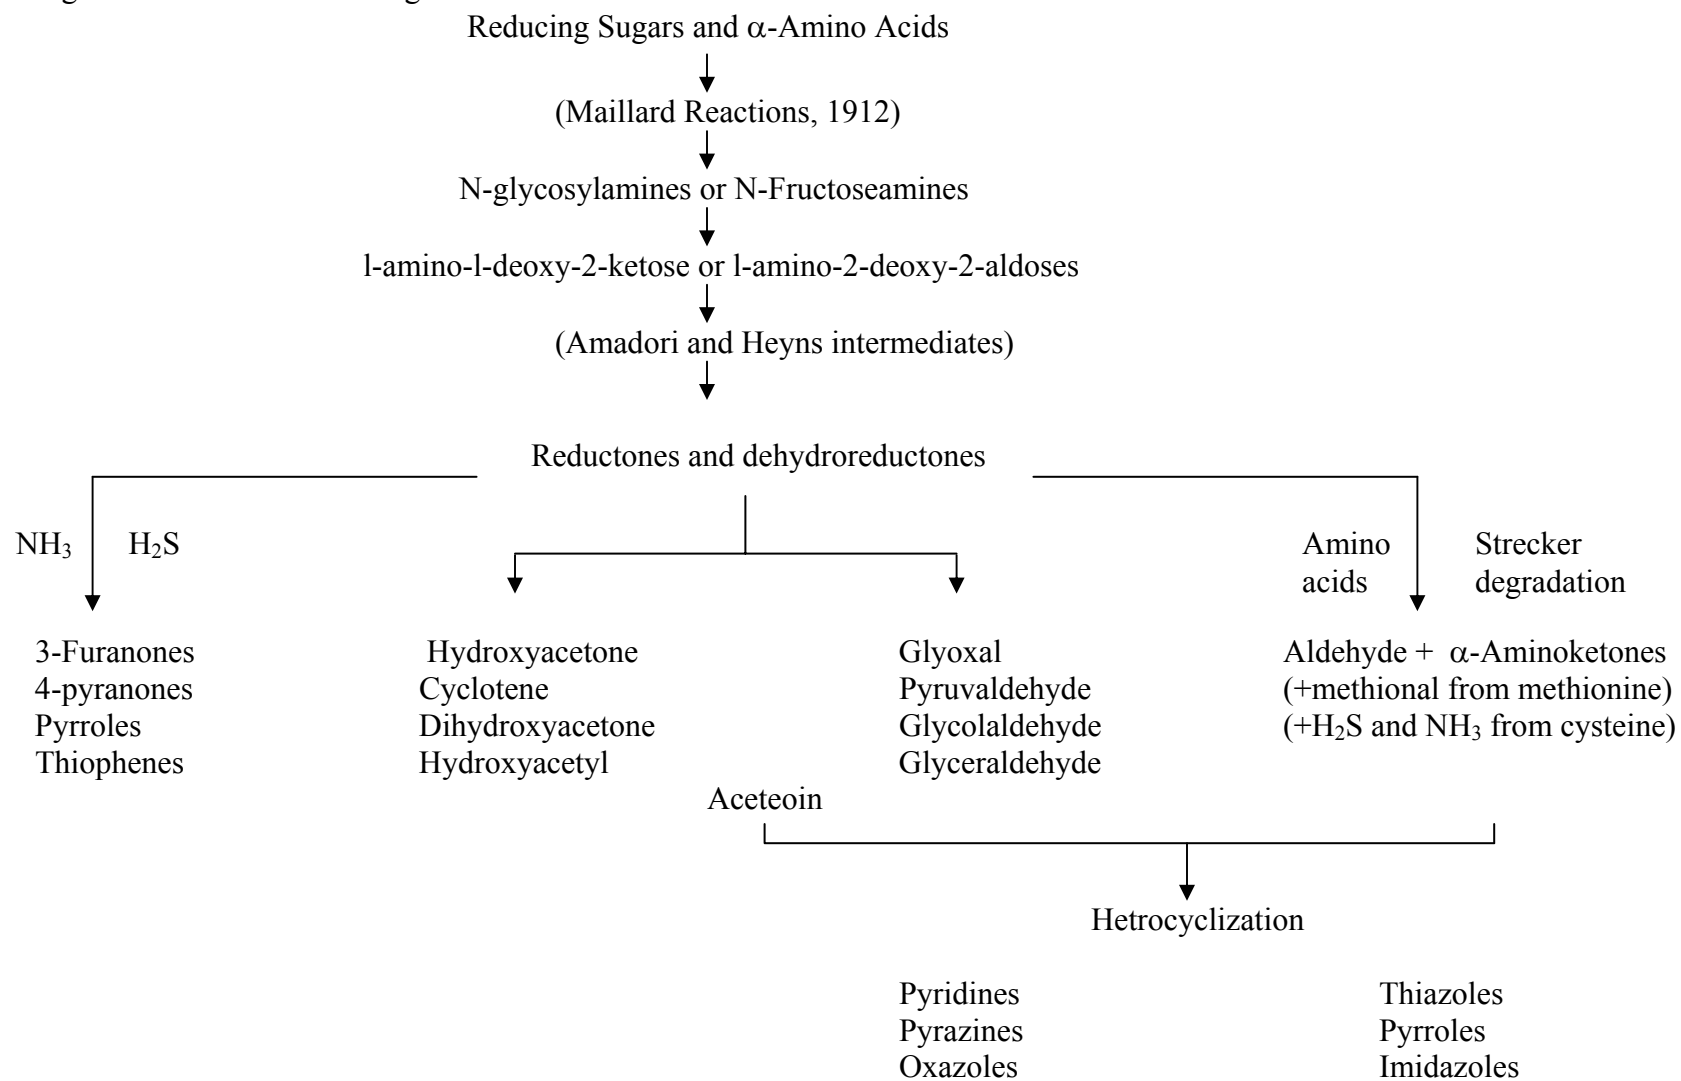 Reducing Sugars and α-Amino Acids
(Maillard Reactions, 1912)
N-glycosylamines or N-Fructoseamines
l-amino-l-deoxy-2-ketose or l-amino-2-deoxy-2-aldoses
(Amadori and Heyns intermediates)
Reductones and dehydroreductones
NH₃ H₂S
Amino acids
Strecker degradation
3-Furanones
4-pyranones
Pyrroles
Thiophenes
Hydroxyacetone
Cyclotene
Dihydroxyacetone
Hydroxyacetyl
Glyoxal
Pyruvaldehyde
Glycolaldehyde
Glyceraldehyde
Aceteoin
Aldehyde + α-Aminoketones
(+methional from methionine)
(+H₂S and NH₃ from cysteine)
Hetrocyclization
Pyridines
Pyrazines
Oxazoles
Thiazoles
Pyrroles
Imidazoles